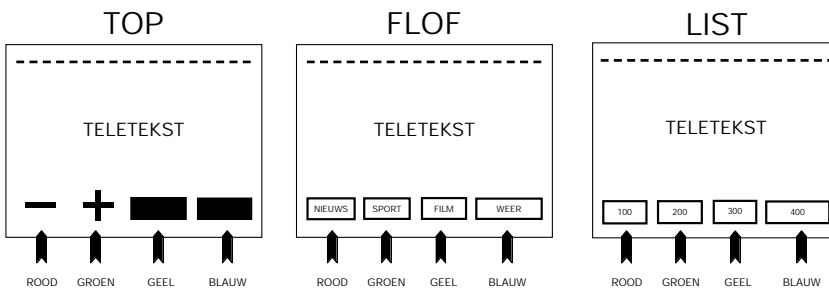 TOP FLOF LIST
TELETEKST TELETEKST TELETEKST
− + NIEUWS SPORT FILM WEER 100 200 300 400
ROOD GROEN GEEL BLAUW ROOD GROEN GEEL BLAUW ROOD GROEN GEEL BLAUW